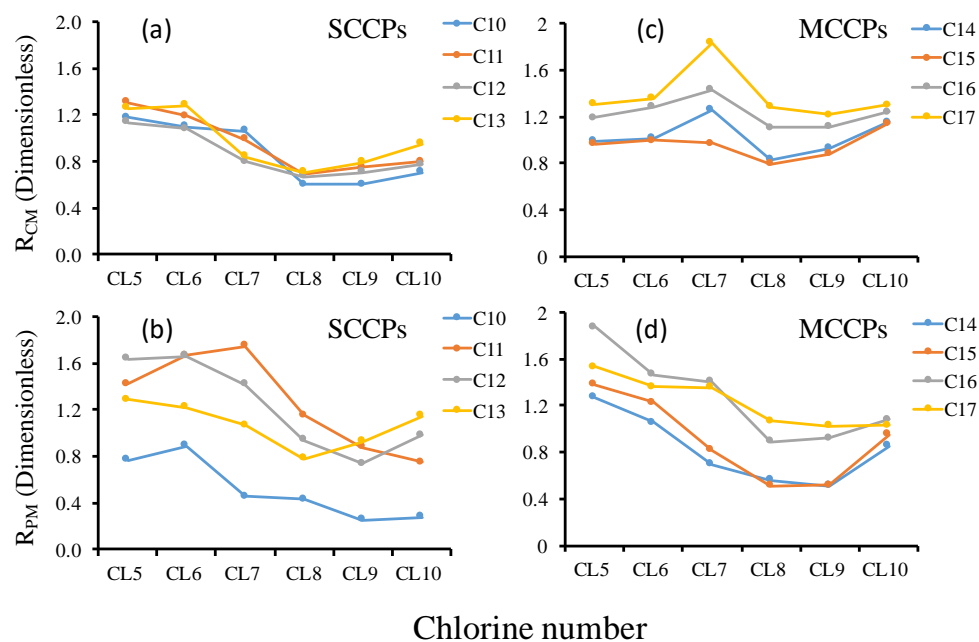 (a) SCCPs
R_CM (Dimensionless)
2.0
1.6
1.2
0.8
0.4
0.0
CL5 CL6 CL7 CL8 CL9 CL10
C10
C11
C12
C13
(c) MCCPs
2
1.6
1.2
0.8
0.4
0
CL5 CL6 CL7 CL8 CL9 CL10
C14
C15
C16
C17
(b) SCCPs
R_PM (Dimensionless)
2.0
1.6
1.2
0.8
0.4
0.0
CL5 CL6 CL7 CL8 CL9 CL10
C10
C11
C12
C13
(d) MCCPs
2
1.6
1.2
0.8
0.4
0
CL5 CL6 CL7 CL8 CL9 CL10
C14
C15
C16
C17
Chlorine number